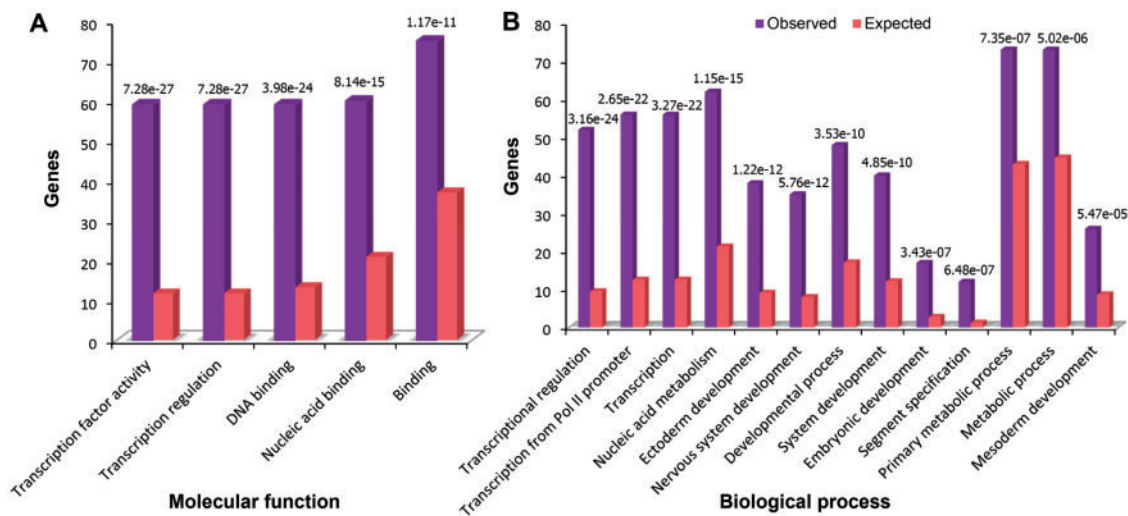 A
80
70
60
50
40
30
20
10
0
Genes
7.28e-27
7.28e-27
3.98e-24
8.14e-15
1.17e-11
Transcription factor activity
Transcription regulation
DNA binding
Nucleic acid binding
Binding
Molecular function
B
Observed
Expected
80
70
60
50
40
30
20
10
0
Genes
3.16e-24
2.65e-22
3.27e-22
1.15e-15
1.22e-12
5.76e-12
3.53e-10
4.85e-10
3.43e-07
6.48e-07
7.35e-07
5.02e-06
5.47e-05
Transcriptional regulation
Transcription from Pol II promoter
Transcription
Nucleic acid metabolism
Ectoderm development
Nervous system development
Developmental process
System development
Embryonic development
Segment specification
Primary metabolic process
Metabolic process
Mesoderm development
Biological process